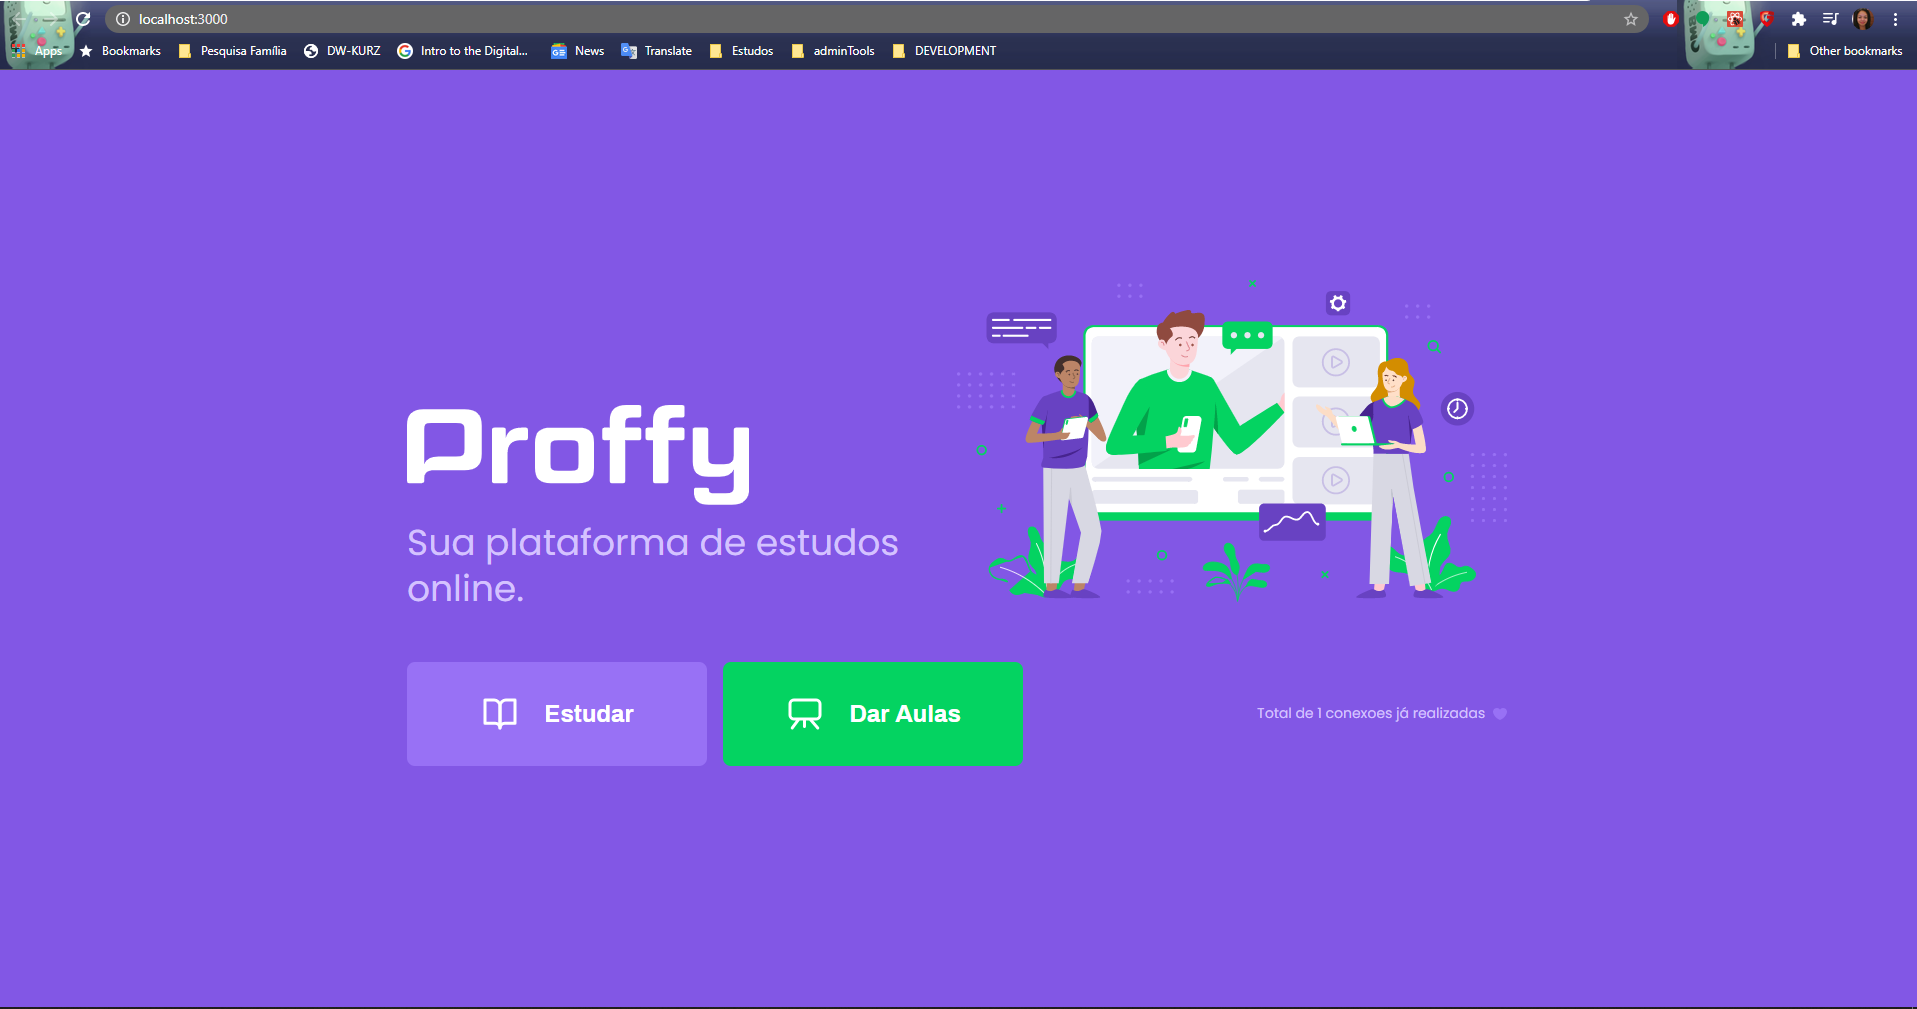 localhost:3000
Apps Bookmarks Pesquisa Família DW-KURZ Intro to the Digital... News Translate Estudos adminTools DEVELOPMENT Other bookmarks
Proffy
Sua plataforma de estudos
online.
Estudar Dar Aulas Total de 1 conexoes já realizadas